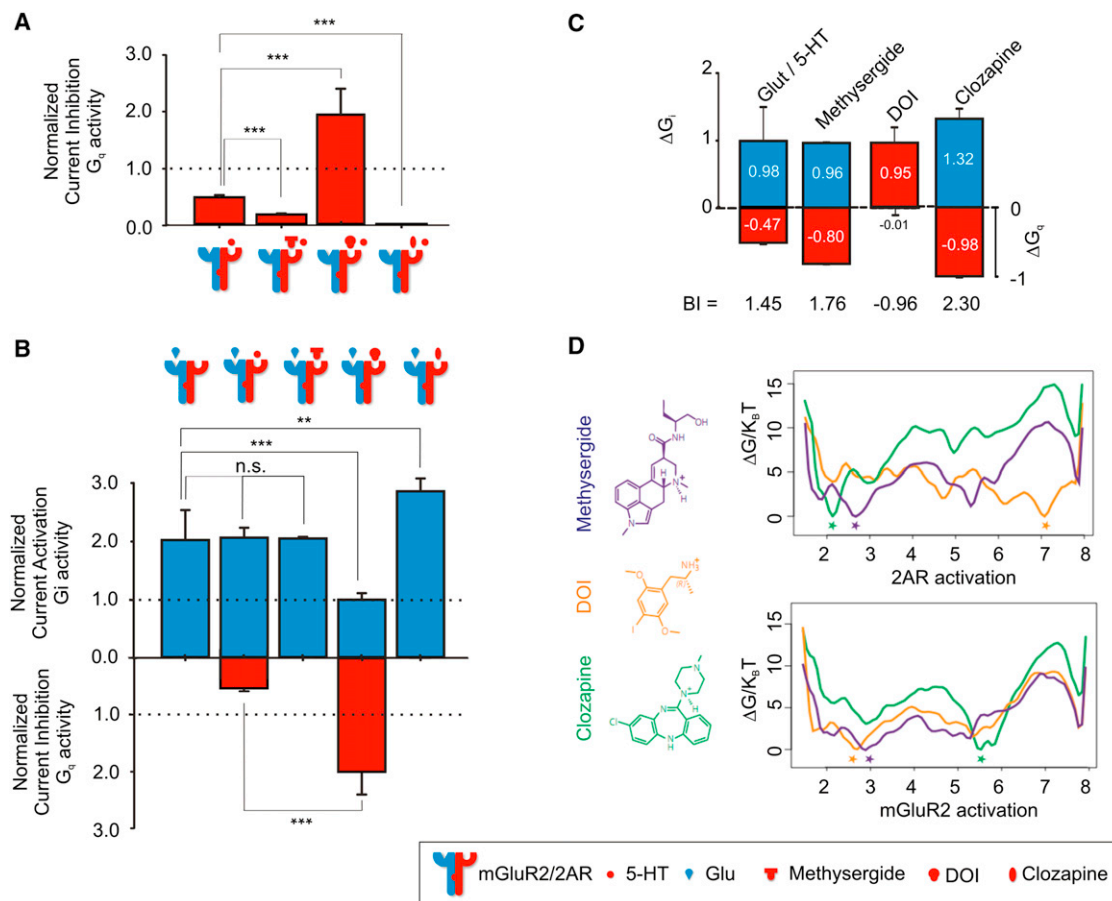 A
Normalized
Current Inhibition
Gq activity
3.0
2.0
1.0
0.0
***
***
***
B
Normalized
Current Activation
Gi activity
3.0
2.0
1.0
0.0
**
***
n.s.
Normalized
Current Inhibition
Gq activity
1.0
2.0
3.0
***
C
Glut / 5-HT
Methysergide
DOI
Clozapine
ΔGi
2
1
0
0.98
0.96
0.95
1.32
-0.47
-0.80
-0.01
-0.98
0
-1
ΔGq
BI = 1.45 1.76 -0.96 2.30
D
Methysergide
OH
O
NH
H
N+
H
N
DOI
O
NH3+
(R)
I
O
Clozapine
N
N+
H
N
Cl
N
H
ΔG/KBT
15
10
5
0
2 3 4 5 6 7 8
2AR activation
ΔG/KBT
15
10
5
0
2 3 4 5 6 7 8
mGluR2 activation
mGluR2/2AR 5-HT Glu Methysergide DOI Clozapine